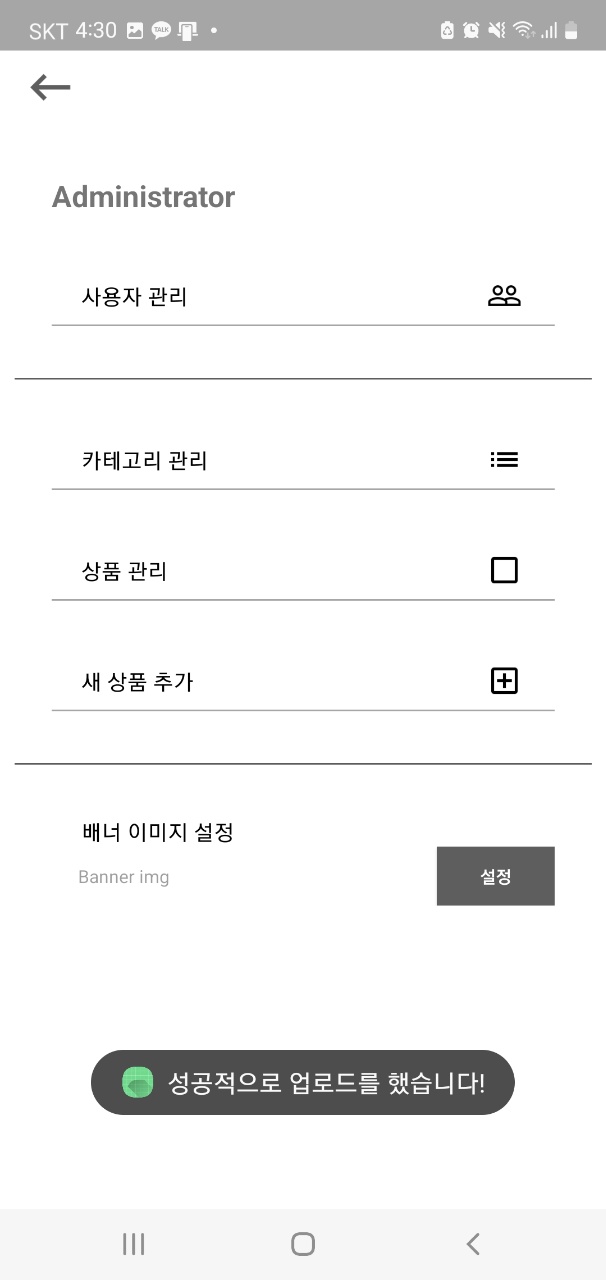 SKT 4:30
TALK
Administrator
사용자 관리
카테고리 관리
상품 관리
새 상품 추가
배너 이미지 설정
Banner img
설정
성공적으로 업로드를 했습니다!